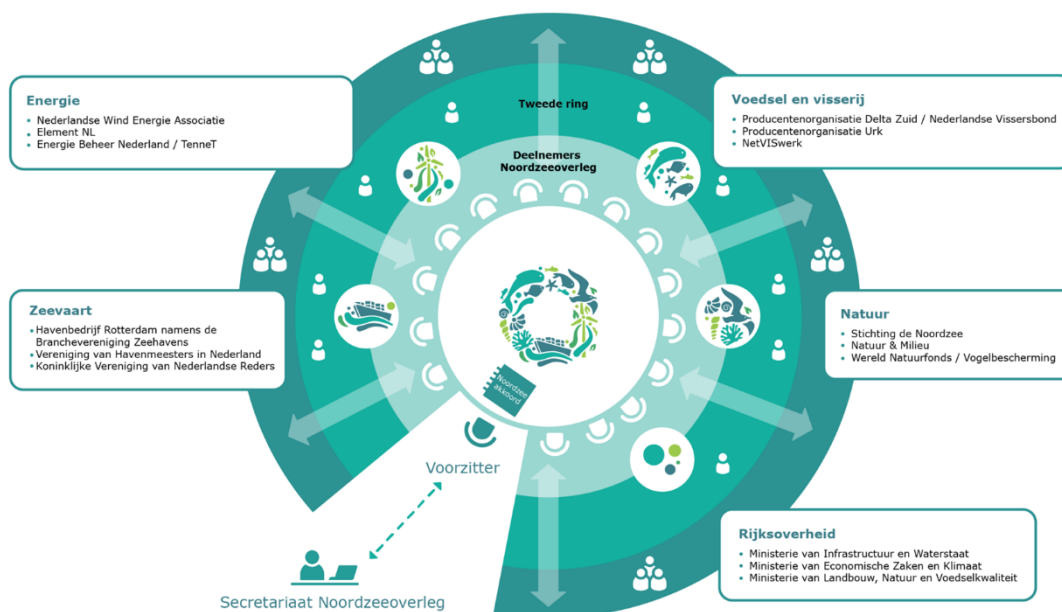 Energie
• Nederlandse Wind Energie Associatie
• Element NL
• Energie Beheer Nederland / TenneT
Tweede ring
Deelnemers
Noordzeeoverleg
Voedsel en visserij
• Producentenorganisatie Delta Zuid / Nederlandse Vissersbond
• Producentenorganisatie Urk
• NetVISwerk
Zeevaart
• Havenbedrijf Rotterdam namens de
Branchevereniging Zeehavens
• Vereniging van Havenmeesters in Nederland
• Koninklijke Vereniging van Nederlandse Reders
Natuur
• Stichting de Noordzee
• Natuur & Milieu
• Wereld Natuurfonds / Vogelbescherming
Noordzee
akkoord
Voorzitter
Secretariaat Noordzeeoverleg
Rijksoverheid
• Ministerie van Infrastructuur en Waterstaat
• Ministerie van Economische Zaken en Klimaat
• Ministerie van Landbouw, Natuur en Voedselkwaliteit